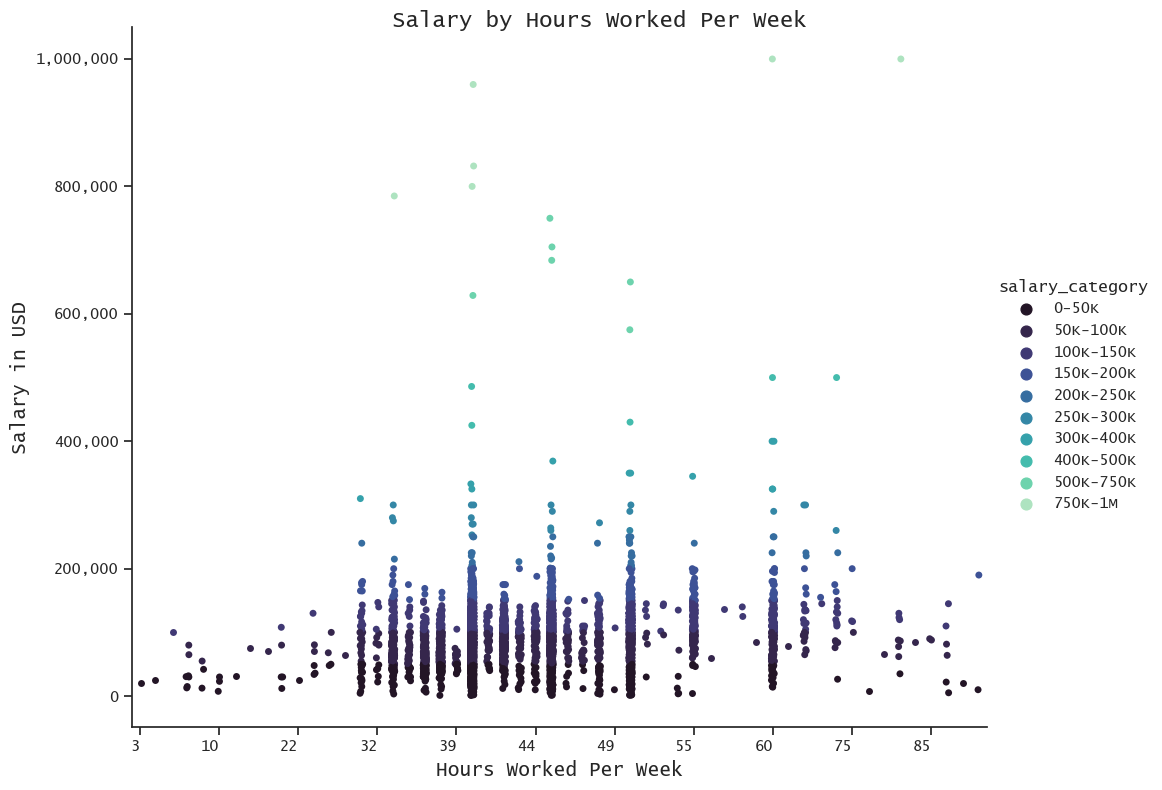 Salary by Hours Worked Per Week
1,000,000
800,000
600,000
400,000
200,000
0
Salary in USD
3 10 22 32 39 44 49 55 60 75 85
Hours Worked Per Week
salary_category
0-50K
50K-100K
100K-150K
150K-200K
200K-250K
250K-300K
300K-400K
400K-500K
500K-750K
750K-1M